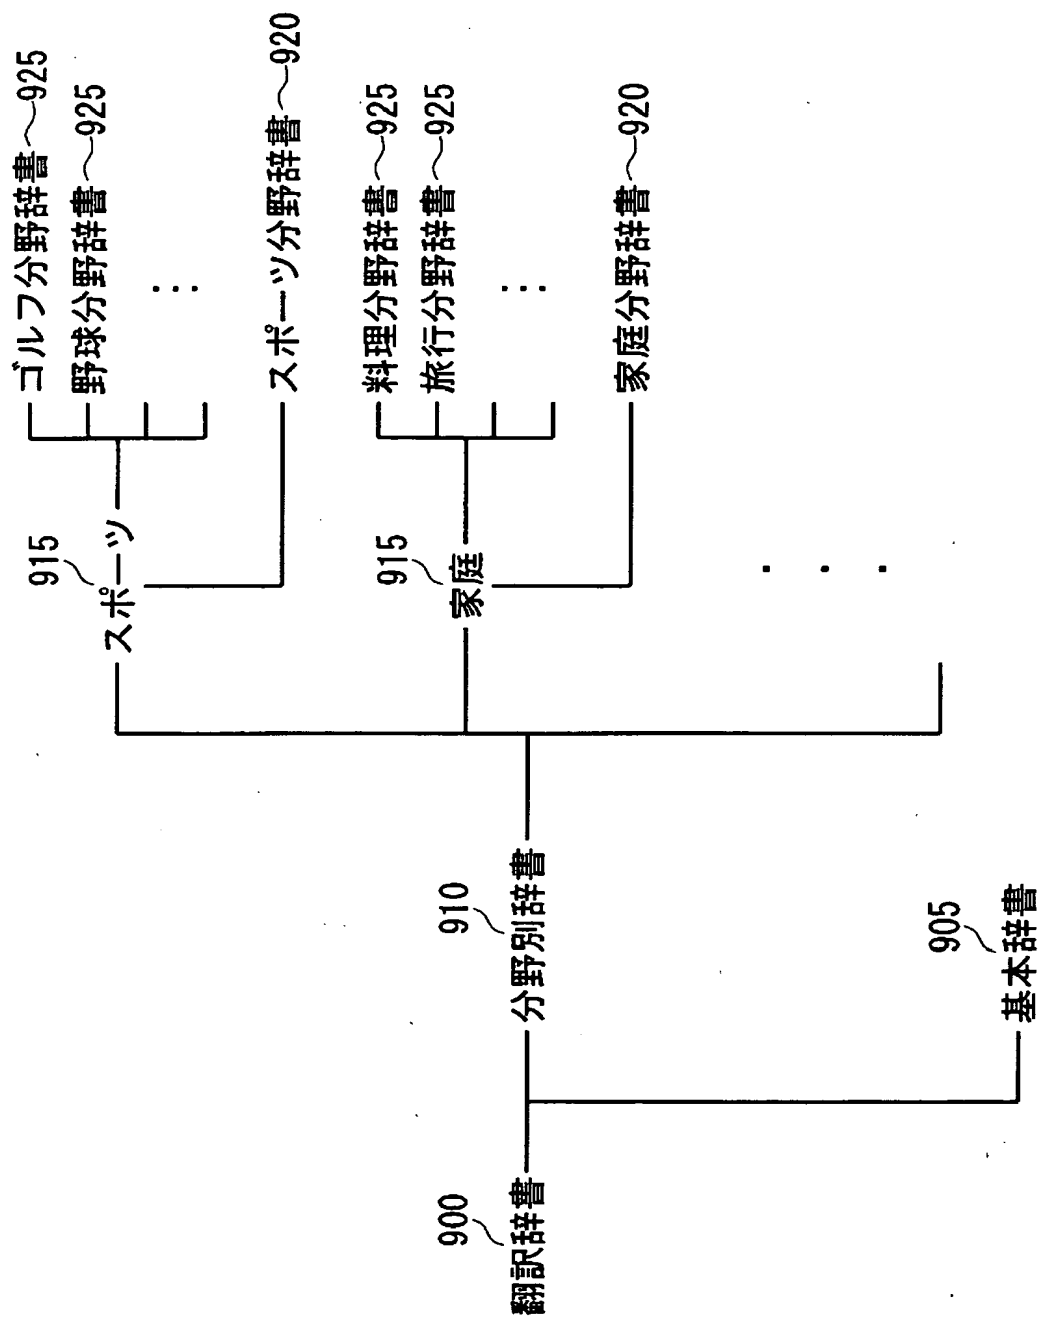 900
翻訳辞書
910
分野別辞書
905
基本辞書
915
スポーツ
ゴルフ分野辞書 925
野球分野辞書 925
⋮
スポーツ分野辞書 920
915
家庭
料理分野辞書 925
旅行分野辞書 925
⋮
家庭分野辞書 920